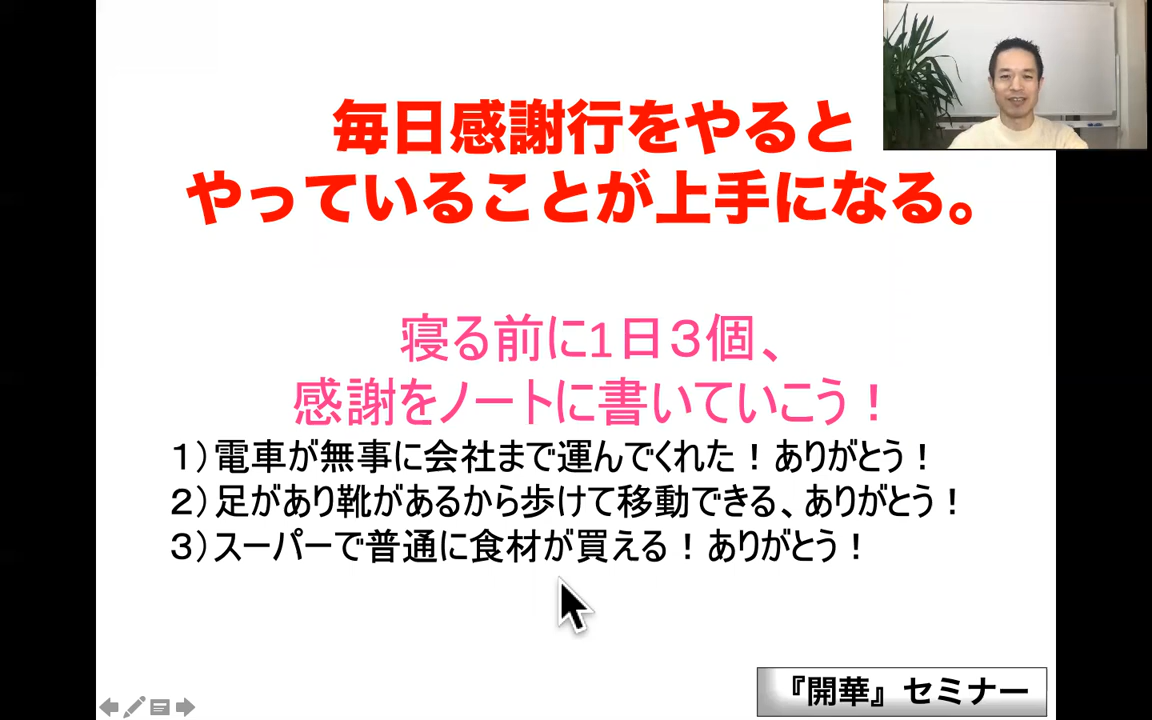 毎日感謝行をやると
やっていることが上手になる。
寝る前に1日３個、
感謝をノートに書いていこう！
１）電車が無事に会社まで運んでくれた！ありがとう！
２）足があり靴があるから歩けて移動できる、ありがとう！
３）スーパーで普通に食材が買える！ありがとう！
『開華』セミナー